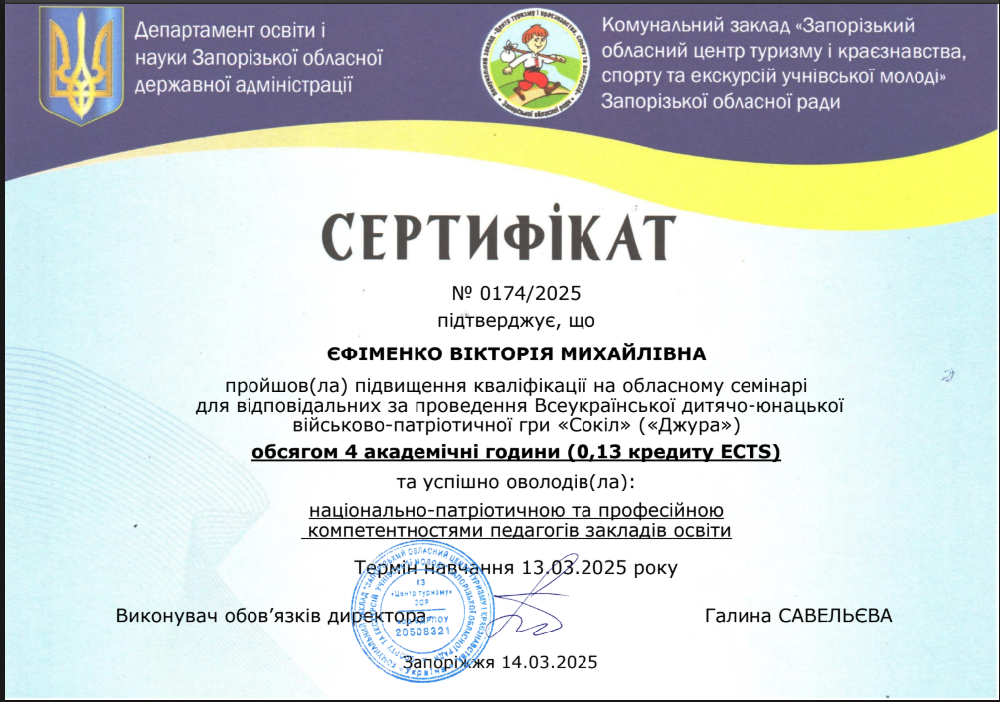 Департамент освіти і
науки Запорізької обласної
державної адміністрації
Комунальний заклад «Запорізький
обласний центр туризму і краєзнавства,
спорту та екскурсій учнівської молоді»
Запорізької обласної ради
СЕРТИФІКАТ
№ 0174/2025
підтверджує, що
ЄФІМЕНКО ВІКТОРІЯ МИХАЙЛІВНА
пройшов(ла) підвищення кваліфікації на обласному семінарі
для відповідальних за проведення Всеукраїнської дитячо-юнацької
військово-патріотичної гри «Сокіл» («Джура»)
обсягом 4 академічні години (0,13 кредиту ECTS)
та успішно оволодів(ла):
національно-патріотичною та професійною
компетентностями педагогів закладів освіти
Термін навчання 13.03.2025 року
Виконувач обов’язків директора
Галина САВЕЛЬЄВА
КЗ
«Центр туризму»
ЗОР
20508321
Україна
Запоріжжя 14.03.2025